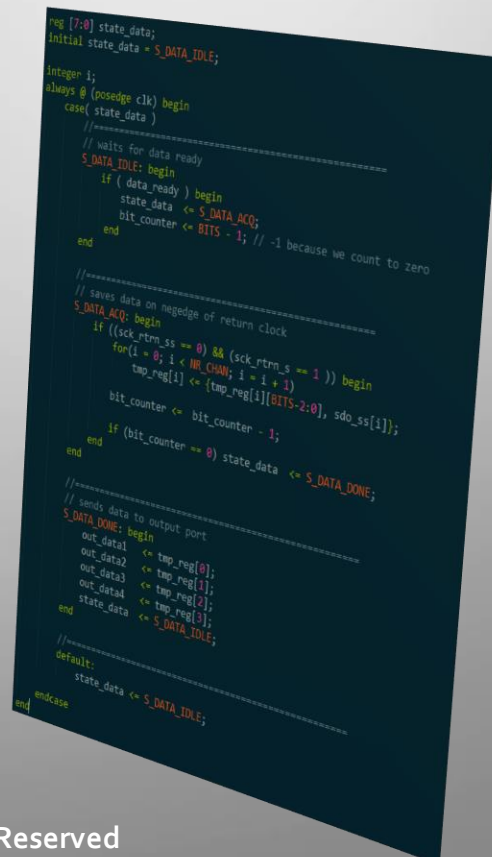 reg [7:0] state_data;
initial state_data = S_DATA_IDLE;
integer i;
always @ (posedge clk) begin
case( state_data )
//==================================================
// waits for data ready
S_DATA_IDLE: begin
if ( data_ready ) begin
state_data <= S_DATA_ACQ;
bit_counter <= BITS - 1; // -1 because we count to zero
end
end
//==================================================
// saves data on negedge of return clock
S_DATA_ACQ: begin
if ((sck_rtrn_ss == 0) && (sck_rtrn_s == 1 )) begin
for(i = 0; i < NR_CHAN; i = i + 1)
tmp_reg[i] <= {tmp_reg[i][BITS-2:0], sdo_ss[i]};
bit_counter <= bit_counter - 1;
if (bit_counter == 0) state_data <= S_DATA_DONE;
end
end
//==================================================
// sends data to output port
S_DATA_DONE: begin
out_data1 <= tmp_reg[0];
out_data2 <= tmp_reg[1];
out_data3 <= tmp_reg[2];
out_data4 <= tmp_reg[3];
state_data <= S_DATA_IDLE;
end
//==================================================
default:
state_data <= S_DATA_IDLE;
endcase
end
Reserved